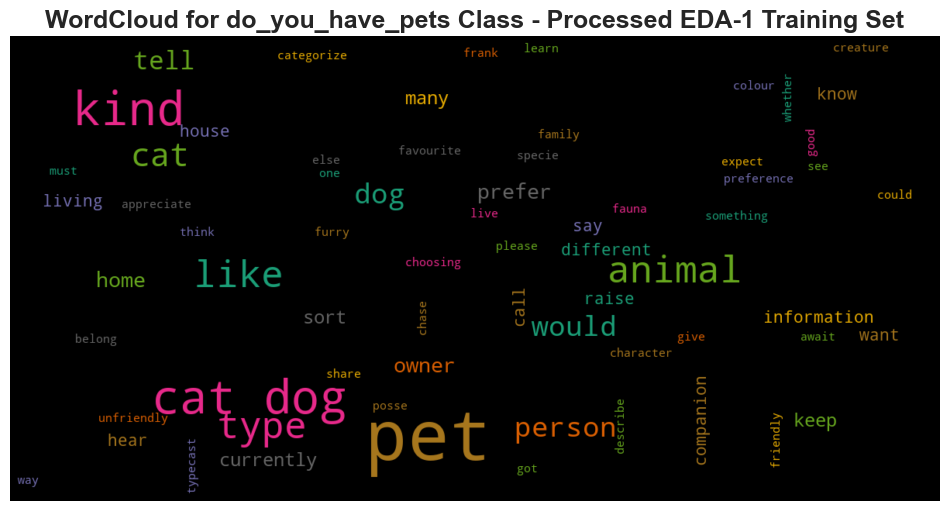 WordCloud for do_you_have_pets Class - Processed EDA-1 Training Set
categorize
frank
learn
creature
tell
kind
many
colour
whether
know
house
family
good
cat
else
favourite
specie
expect
see
must
one
preference
living
appreciate
dog
prefer
could
live
fauna
something
think
furry
say
please
different
choosing
home
like
animal
call
raise
sort
chase
would
information
belong
give
await
want
character
owner
share
cat dog
companion
unfriendly
type
posse
pet
person
describe
keep
hear
typecast
currently
friendly
got
way